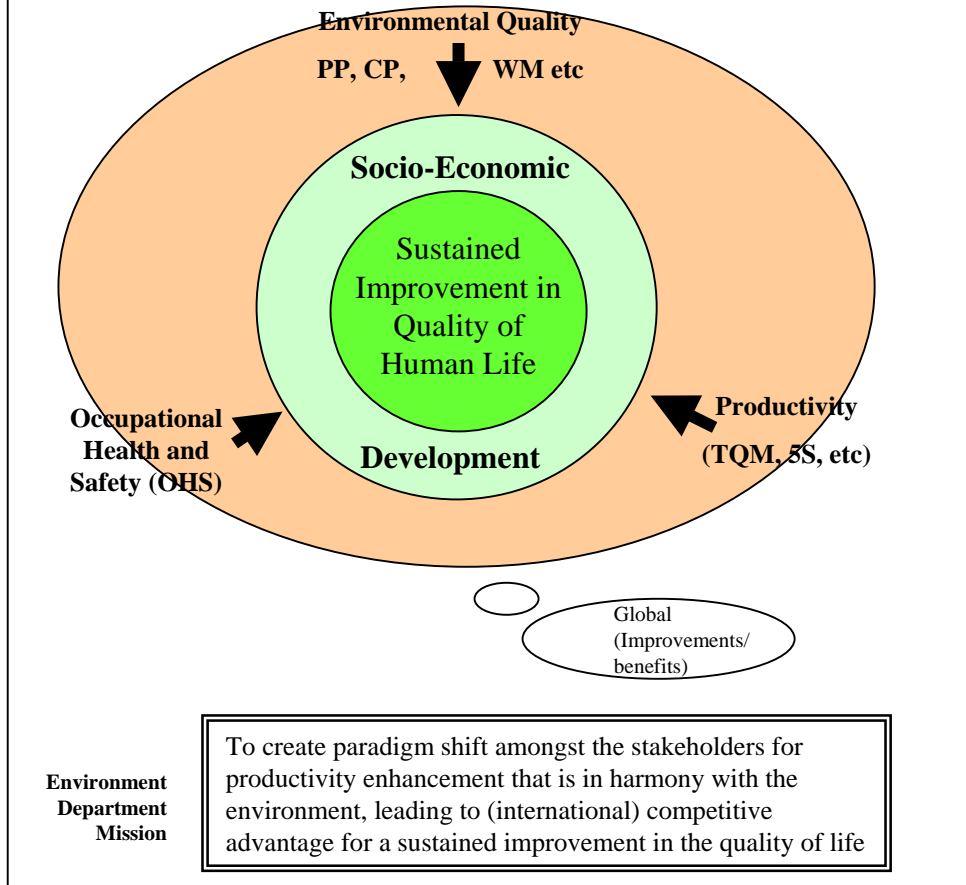 Environmental Quality
PP, CP, WM etc
Socio-Economic
Sustained
Improvement in
Quality of
Human Life
Development
Occupational
Health and
Safety (OHS)
Productivity
(TQM, 5S, etc)
Global
(Improvements/
benefits)
Environment
Department
Mission
To create paradigm shift amongst the stakeholders for
productivity enhancement that is in harmony with the
environment, leading to (international) competitive
advantage for a sustained improvement in the quality of life